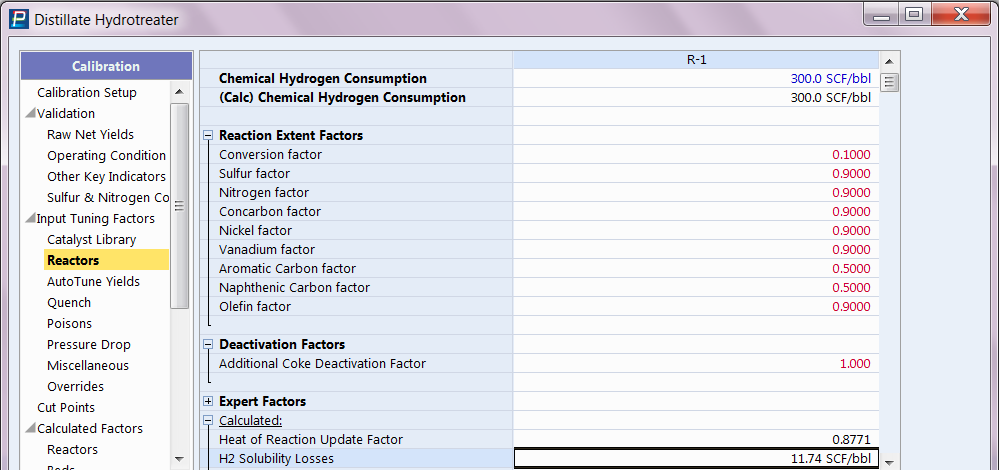 Distillate Hydrotreater
Calibration
Calibration Setup
Validation
Raw Net Yields
Operating Condition
Other Key Indicators
Sulfur & Nitrogen Co
Input Tuning Factors
Catalyst Library
Reactors
AutoTune Yields
Quench
Poisons
Pressure Drop
Miscellaneous
Overrides
Cut Points
Calculated Factors
Reactors
R-1
Chemical Hydrogen Consumption 300.0 SCF/bbl
(Calc) Chemical Hydrogen Consumption 300.0 SCF/bbl
Reaction Extent Factors
Conversion factor 0.1000
Sulfur factor 0.9000
Nitrogen factor 0.9000
Concarbon factor 0.9000
Nickel factor 0.9000
Vanadium factor 0.9000
Aromatic Carbon factor 0.5000
Naphthenic Carbon factor 0.5000
Olefin factor 0.9000
Deactivation Factors
Additional Coke Deactivation Factor 1.000
Expert Factors
Calculated:
Heat of Reaction Update Factor 0.8771
H2 Solubility Losses 11.74 SCF/bbl